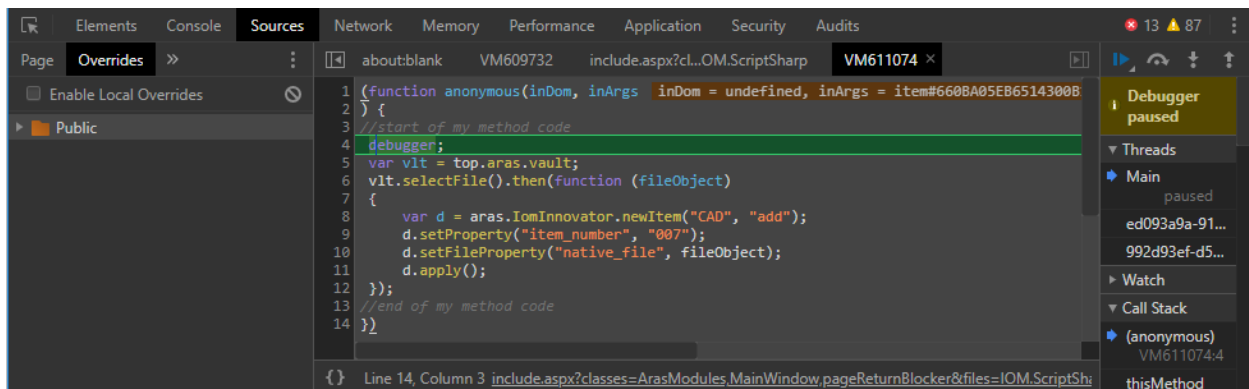 Elements Console Sources Network Memory Performance Application Security Audits 13 87
Page Overrides » about:blank VM609732 include.aspx?cl...OM.ScriptSharp VM611074 ×
Enable Local Overrides
Public
1 (function anonymous(inDom, inArgs inDom = undefined, inArgs = item#660BA05EB6514300B
2 ) {
3 //start of my method code
4 debugger;
5 var vlt = top.aras.vault;
6 vlt.selectFile().then(function (fileObject)
7 {
8 var d = aras.IomInnovator.newItem("CAD", "add");
9 d.setProperty("item_number", "007");
10 d.setFileProperty("native_file", fileObject);
11 d.apply();
12 });
13 //end of my method code
14 })
{} Line 14, Column 3 include.aspx?classes=ArasModules,MainWindow,pageReturnBlocker&files=IOM.ScriptSha
Debugger
paused
Threads
Main
paused
ed093a9a-91...
992d93ef-d5...
Watch
Call Stack
(anonymous)
VM611074:4
thisMethod